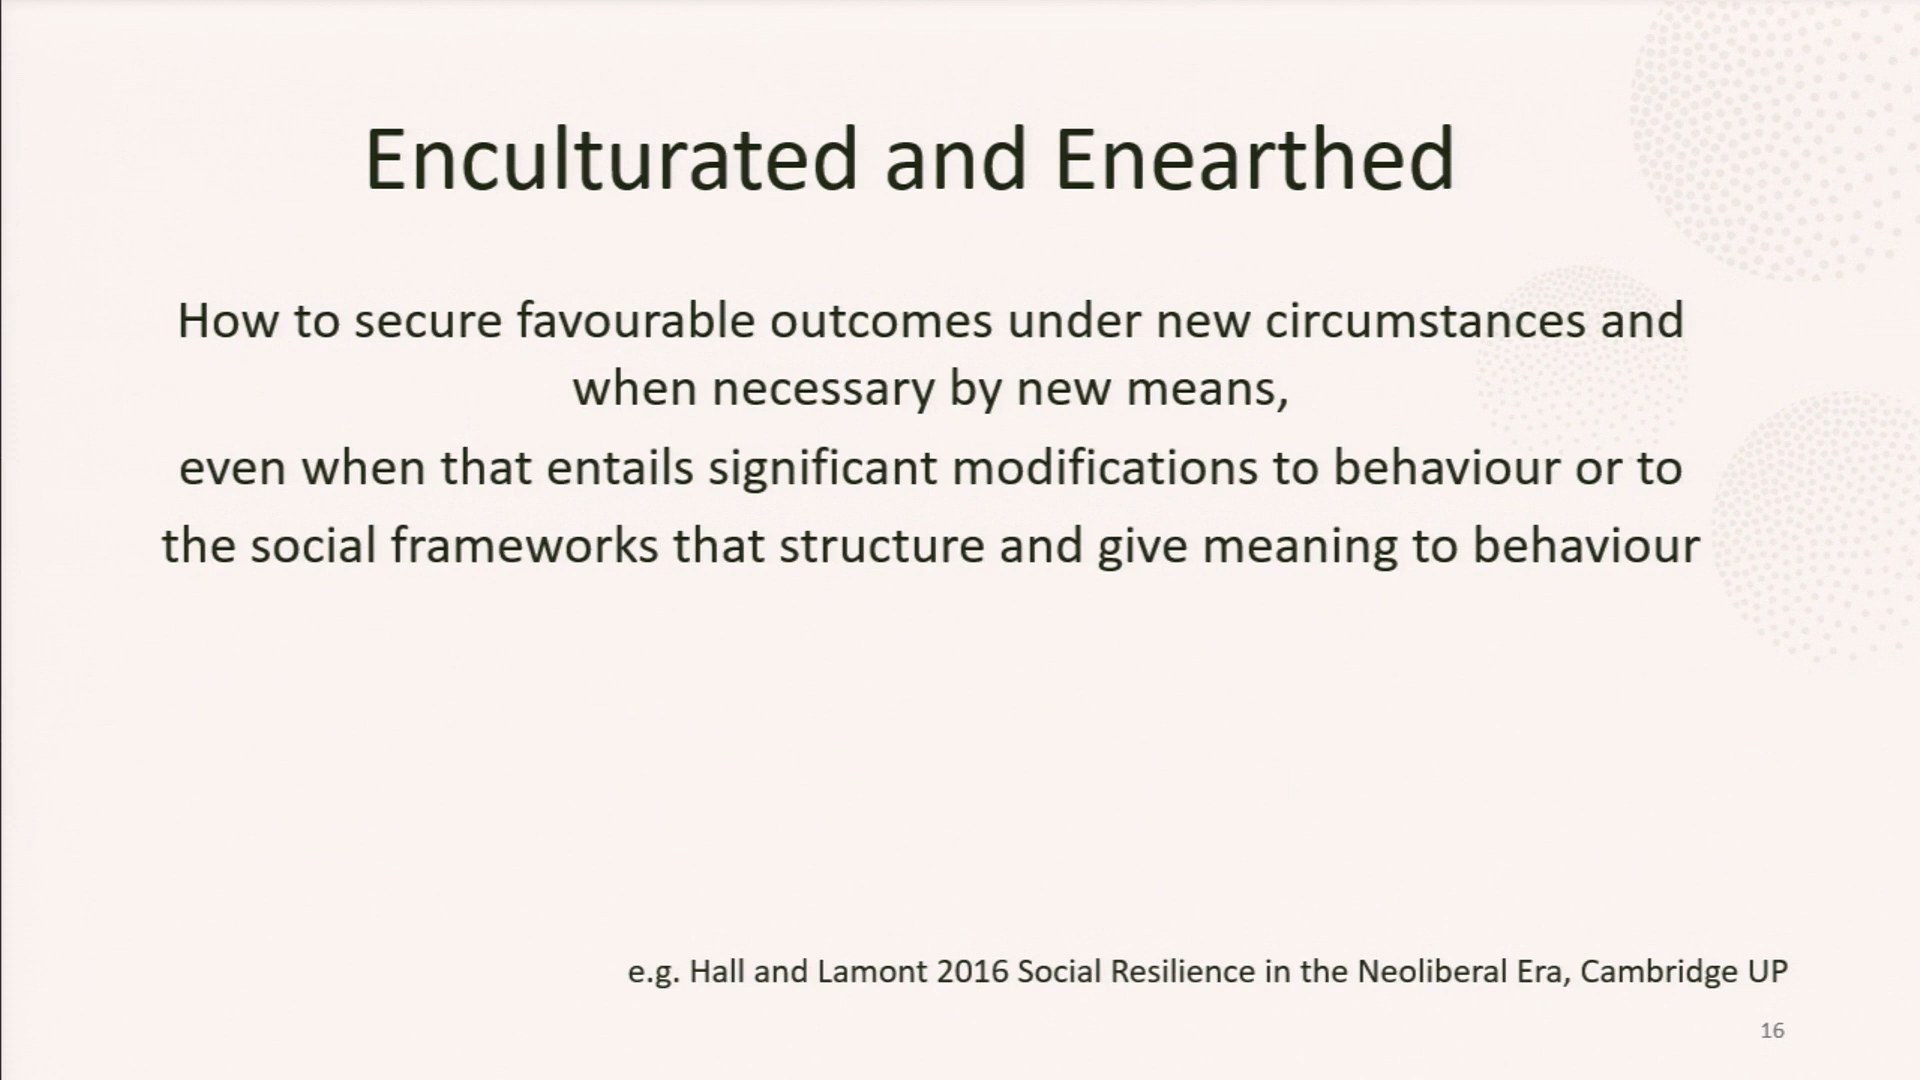 Enculturated and Enearthed
How to secure favourable outcomes under new circumstances and
when necessary by new means,
even when that entails significant modifications to behaviour or to
the social frameworks that structure and give meaning to behaviour
e.g. Hall and Lamont 2016 Social Resilience in the Neoliberal Era, Cambridge UP
16